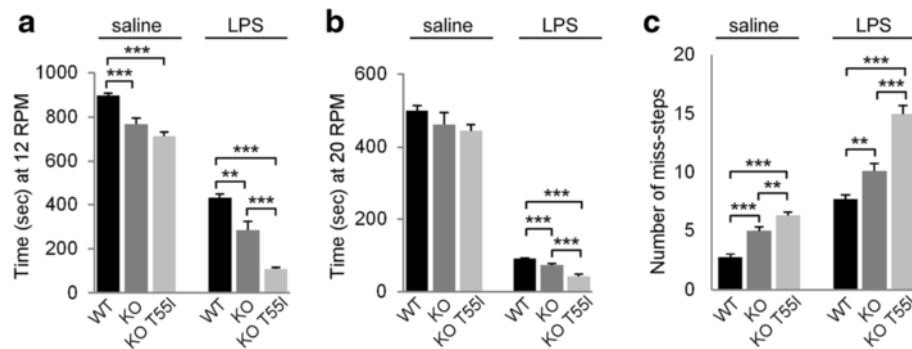 a
saline LPS
Time (sec) at 12 RPM
1000
800
600
400
200
0
*** *** *** ** ***
WT KO KO T55I WT KO KO T55I
b
saline LPS
Time (sec) at 20 RPM
600
400
200
0
*** *** ***
WT KO KO T55I WT KO KO T55I
c
saline LPS
Number of miss-steps
20
15
10
5
0
*** *** ** *** *** **
WT KO KO T55I WT KO KO T55I